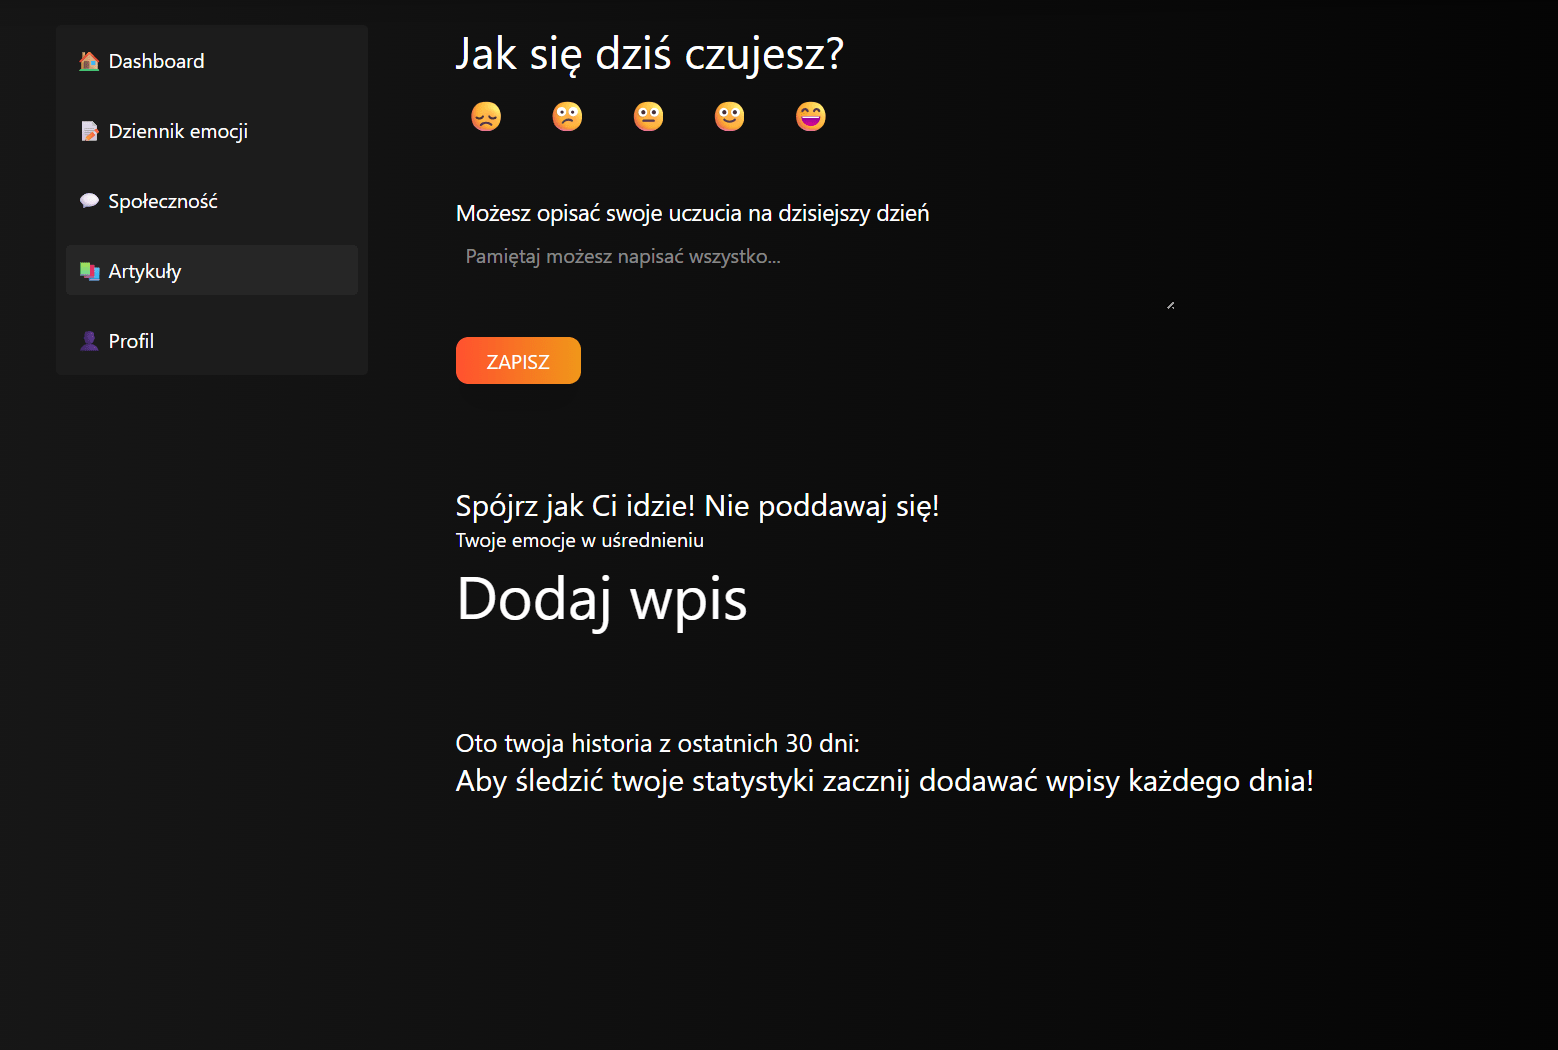 Dashboard
Dziennik emocji
Społeczność
Artykuły
Profil
Jak się dziś czujesz?
Możesz opisać swoje uczucia na dzisiejszy dzień
Pamiętaj możesz napisać wszystko...
ZAPISZ
Spójrz jak Ci idzie! Nie poddawaj się!
Twoje emocje w uśrednieniu
Dodaj wpis
Oto twoja historia z ostatnich 30 dni:
Aby śledzić twoje statystyki zacznij dodawać wpisy każdego dnia!